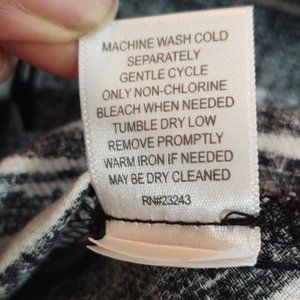 MACHINE WASH COLD
SEPARATELY
GENTLE CYCLE
ONLY NON-CHLORINE
BLEACH WHEN NEEDED
TUMBLE DRY LOW
REMOVE PROMPTLY
WARM IRON IF NEEDED
MAY BE DRY CLEANED
RN#23243